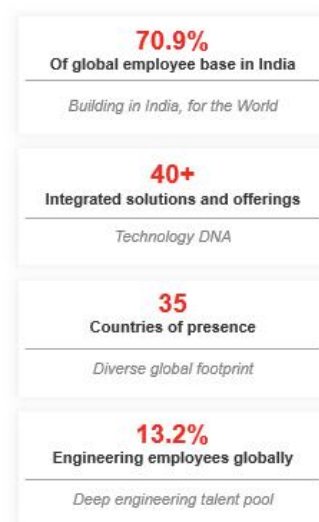 70.9%
Of global employee base in India
Building in India, for the World
40+
Integrated solutions and offerings
Technology DNA
35
Countries of presence
Diverse global footprint
13.2%
Engineering employees globally
Deep engineering talent pool